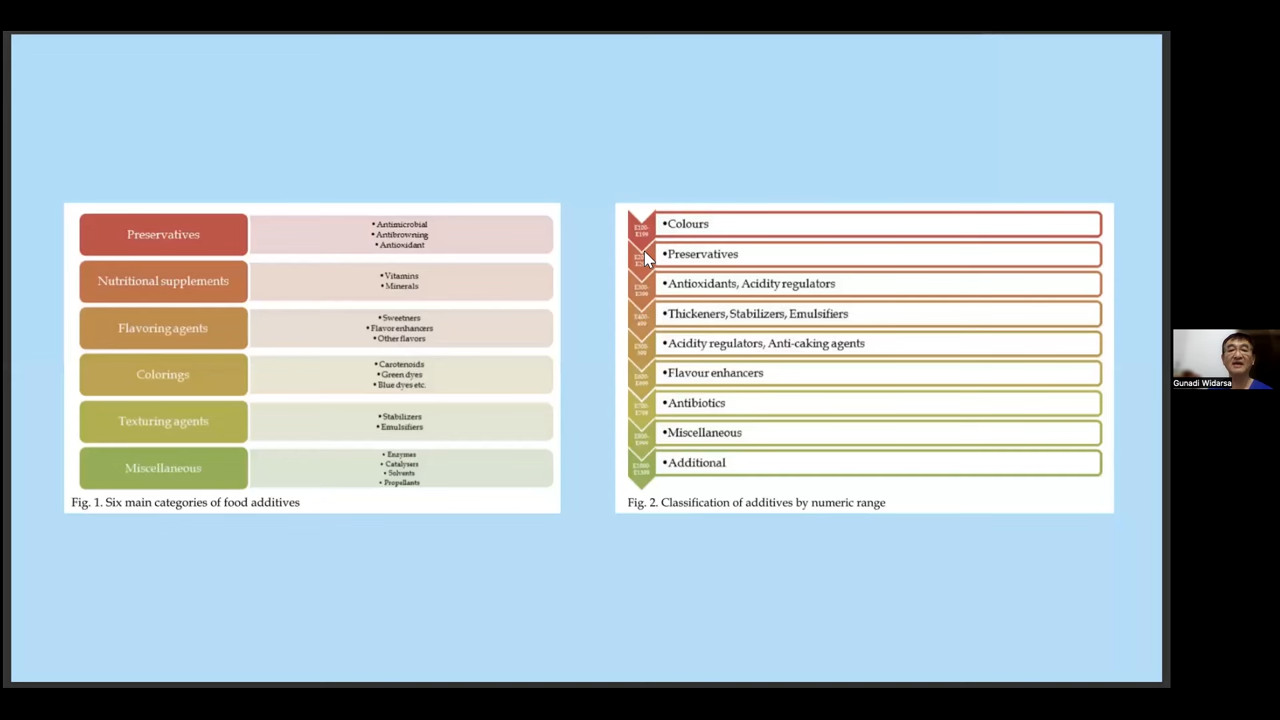 Preservatives
• Antimicrobial
• Antibrowning
• Antioxidant
Nutritional supplements
• Vitamins
• Minerals
Flavoring agents
• Sweetners
• Flavor enhancers
• Other flavors
Colorings
• Carotenoids
• Green dyes
• Blue dyes etc.
Texturing agents
• Stabilizers
• Emulsifiers
Miscellaneous
• Enzymes
• Catalysers
• Solvents
• Propellants
Fig. 1. Six main categories of food additives
•Colours
•Preservatives
•Antioxidants, Acidity regulators
•Thickeners, Stabilizers, Emulsifiers
•Acidity regulators, Anti-caking agents
•Flavour enhancers
•Antibiotics
•Miscellaneous
•Additional
Fig. 2. Classification of additives by numeric range
Gunadi Widarsa